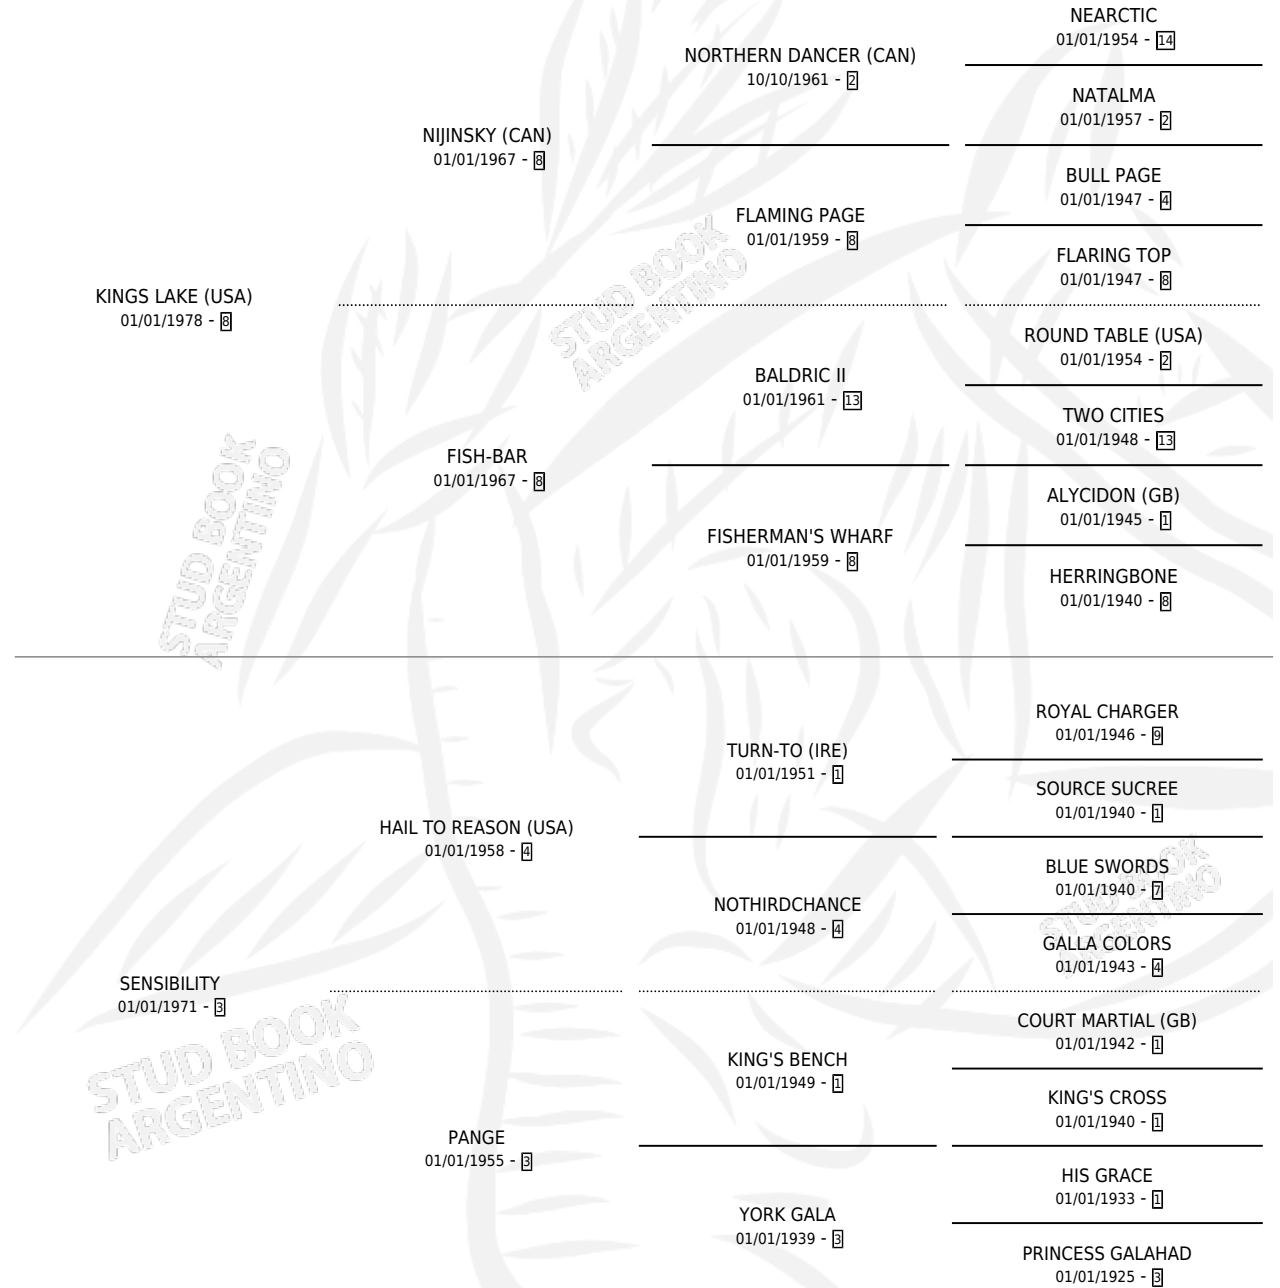 NEARCTIC
01/01/1954 - 14
NORTHERN DANCER (CAN)
10/10/1961 - 2
NATALMA
01/01/1957 - 2
NIJINSKY (CAN)
01/01/1967 - 8
BULL PAGE
01/01/1947 - 4
FLAMING PAGE
01/01/1959 - 8
FLARING TOP
01/01/1947 - 8
KINGS LAKE (USA)
01/01/1978 - 8
ROUND TABLE (USA)
01/01/1954 - 2
BALDRIC II
01/01/1961 - 13
TWO CITIES
01/01/1948 - 13
FISH-BAR
01/01/1967 - 8
ALYCIDON (GB)
01/01/1945 - 1
FISHERMAN'S WHARF
01/01/1959 - 8
HERRINGBONE
01/01/1940 - 8
ROYAL CHARGER
01/01/1946 - 9
TURN-TO (IRE)
01/01/1951 - 1
SOURCE SUCREE
01/01/1940 - 1
HAIL TO REASON (USA)
01/01/1958 - 4
BLUE SWORDS
01/01/1940 - 7
NOTHIRDCHANCE
01/01/1948 - 4
GALLA COLORS
01/01/1943 - 4
SENSIBILITY
01/01/1971 - 3
COURT MARTIAL (GB)
01/01/1942 - 1
KING'S BENCH
01/01/1949 - 1
KING'S CROSS
01/01/1940 - 1
PANGE
01/01/1955 - 3
HIS GRACE
01/01/1933 - 1
YORK GALA
01/01/1939 - 3
PRINCESS GALAHAD
01/01/1925 - 3
STUD BOOK
ARGENTINO
STUD BOOK
ARGENTINO
STUD BOOK
ARGENTINO
STUD BOOK
ARGENTINO